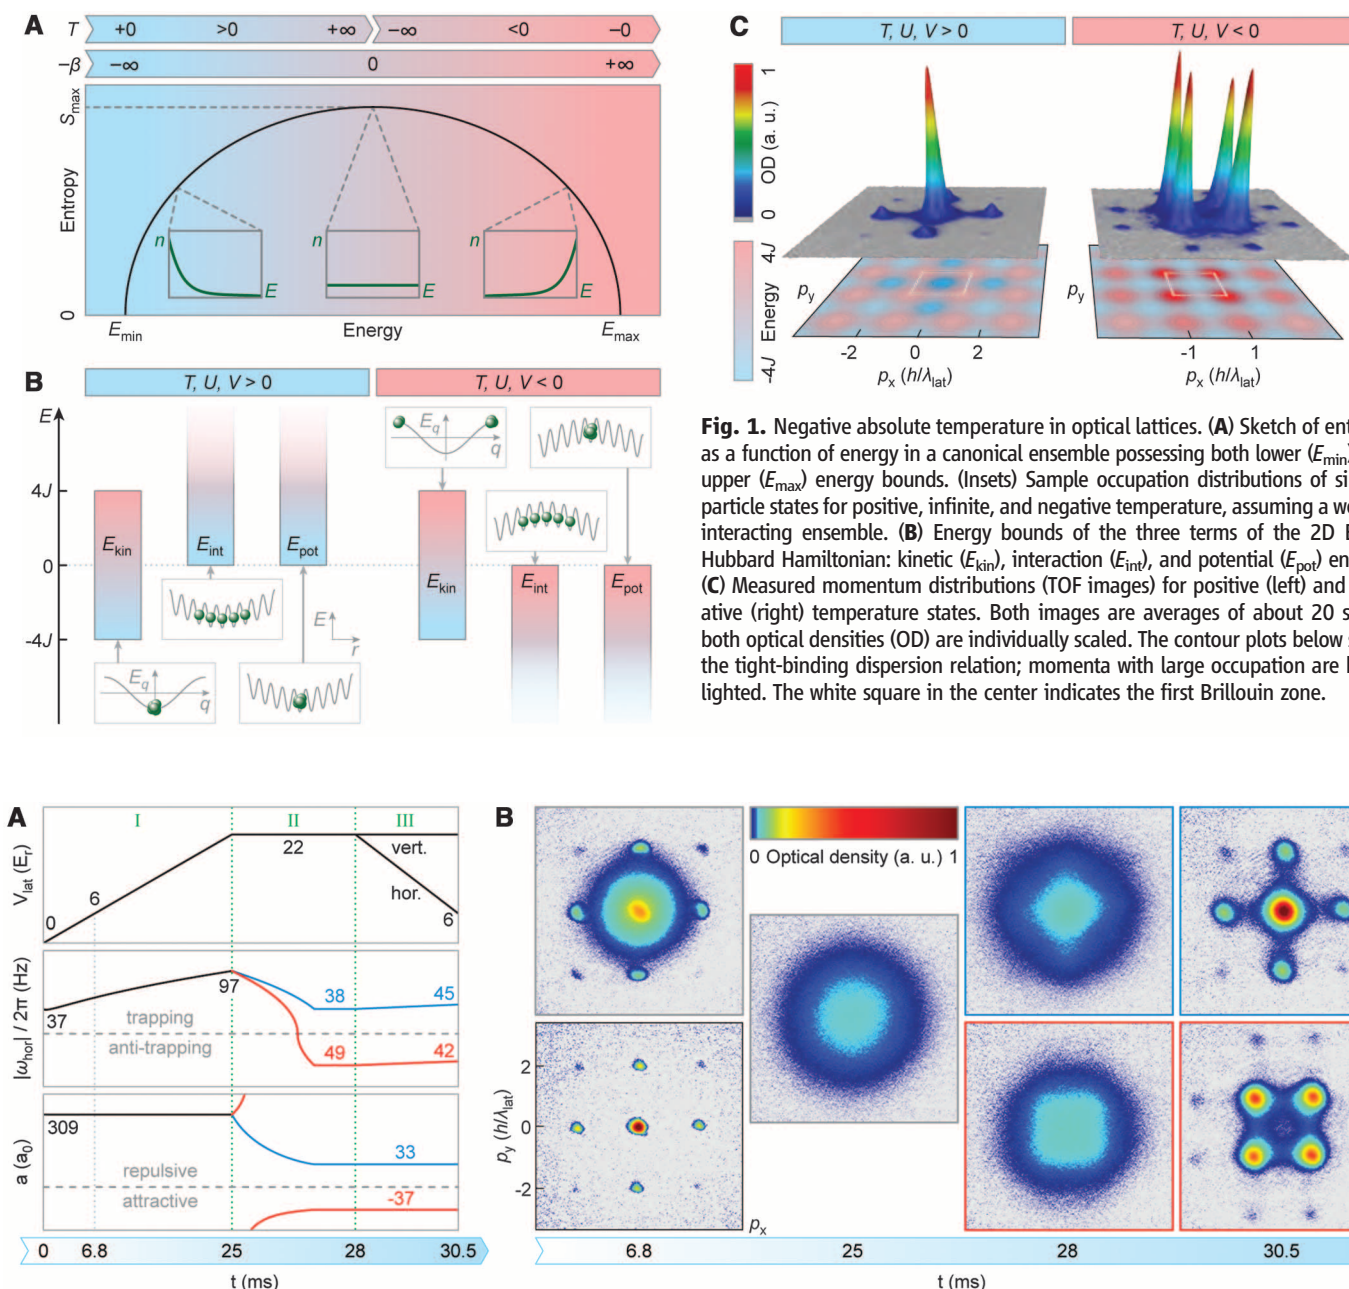 A
T
+0
>0
+∞
−∞
<0
−0
−β
−∞
0
+∞
Smax
Entropy
0
n
E
n
E
n
E
Emin
Energy
Emax
B
T, U, V > 0
T, U, V < 0
E
4J
0
-4J
Ekin
Eint
Epot
Eq
q
E
r
Eq
q
Ekin
Eint
Epot
C
T, U, V > 0
T, U, V < 0
1
OD (a. u.)
0
4J
Energy
-4J
py
-2
0
2
px (h/λlat)
py
-1
1
px (h/λlat)
Fig. 1. Negative absolute temperature in optical lattices. (A) Sketch of
as a function of energy in a canonical ensemble possessing both lower (Emin)
upper (Emax) energy bounds. (Insets) Sample occupation distributions of
particle states for positive, infinite, and negative temperature, assuming a
interacting ensemble. (B) Energy bounds of the three terms of the 2D
Hubbard Hamiltonian: kinetic (Ekin), interaction (Eint), and potential (Epot)
(C) Measured momentum distributions (TOF images) for positive (left) and
ative (right) temperature states. Both images are averages of about 20
both optical densities (OD) are individually scaled. The contour plots below
the tight-binding dispersion relation; momenta with large occupation are
lighted. The white square in the center indicates the first Brillouin zone.
A
I
II
III
Vlat (Er)
0
6
22
vert.
hor.
6
|ωhor| / 2π (Hz)
37
97
38
45
trapping
anti-trapping
49
42
a (a0)
309
33
repulsive
attractive
-37
0
6.8
25
28
30.5
t (ms)
B
0 Optical density (a. u.) 1
2
0
-2
py (h/λlat)
px
6.8
25
28
30.5
t (ms)